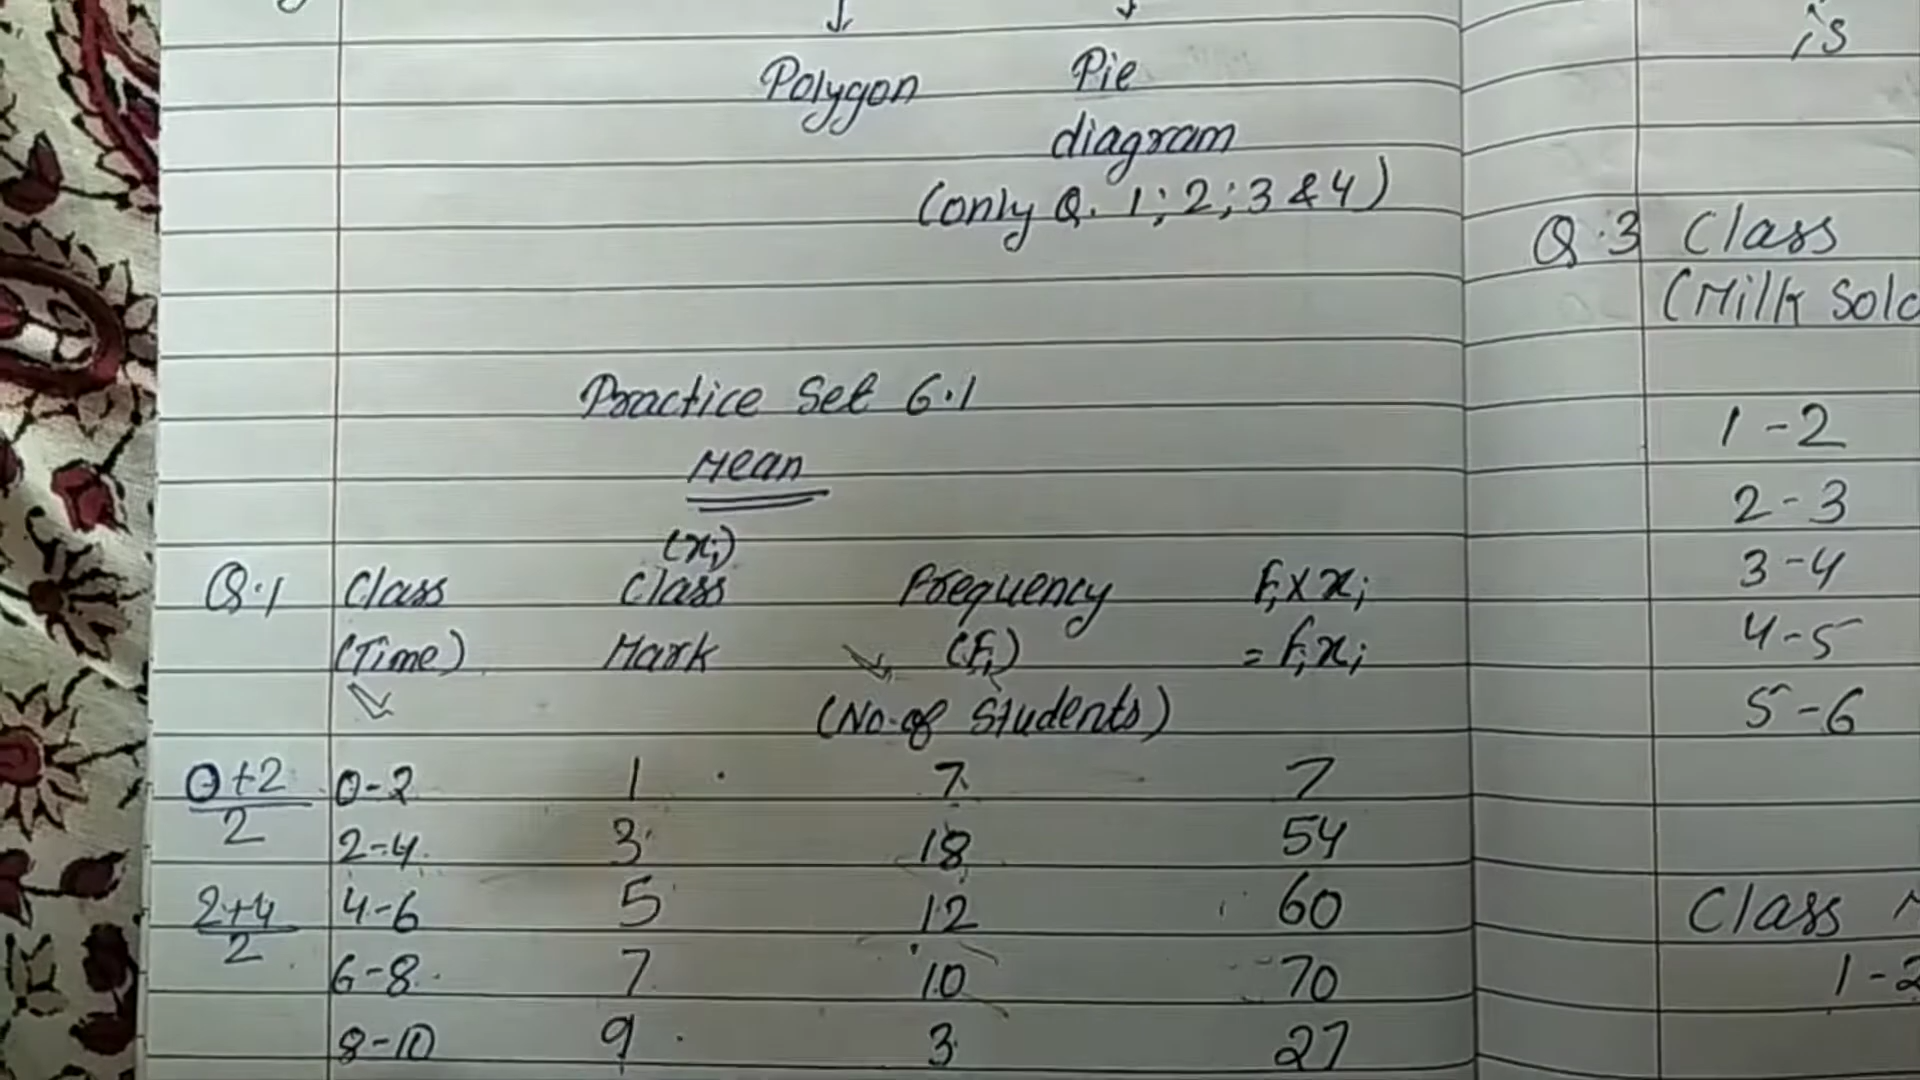 Polygon Pie
diagram
(only Q. 1; 2; 3 & 4)
Practice Set 6.1
Mean
(xi)
Q.1 Class Class Frequency Fi x xi
(Time) Mark (Fi) = fixi
(No. of Students)
0+2/2 0-2 1 7 7
2-4 3 18 54
2+4/2 4-6 5 12 60
6-8 7 10 70
8-10 9 3 27
is
Q.3 Class
(Milk Sold
1-2
2-3
3-4
4-5
5-6
Class
1-2